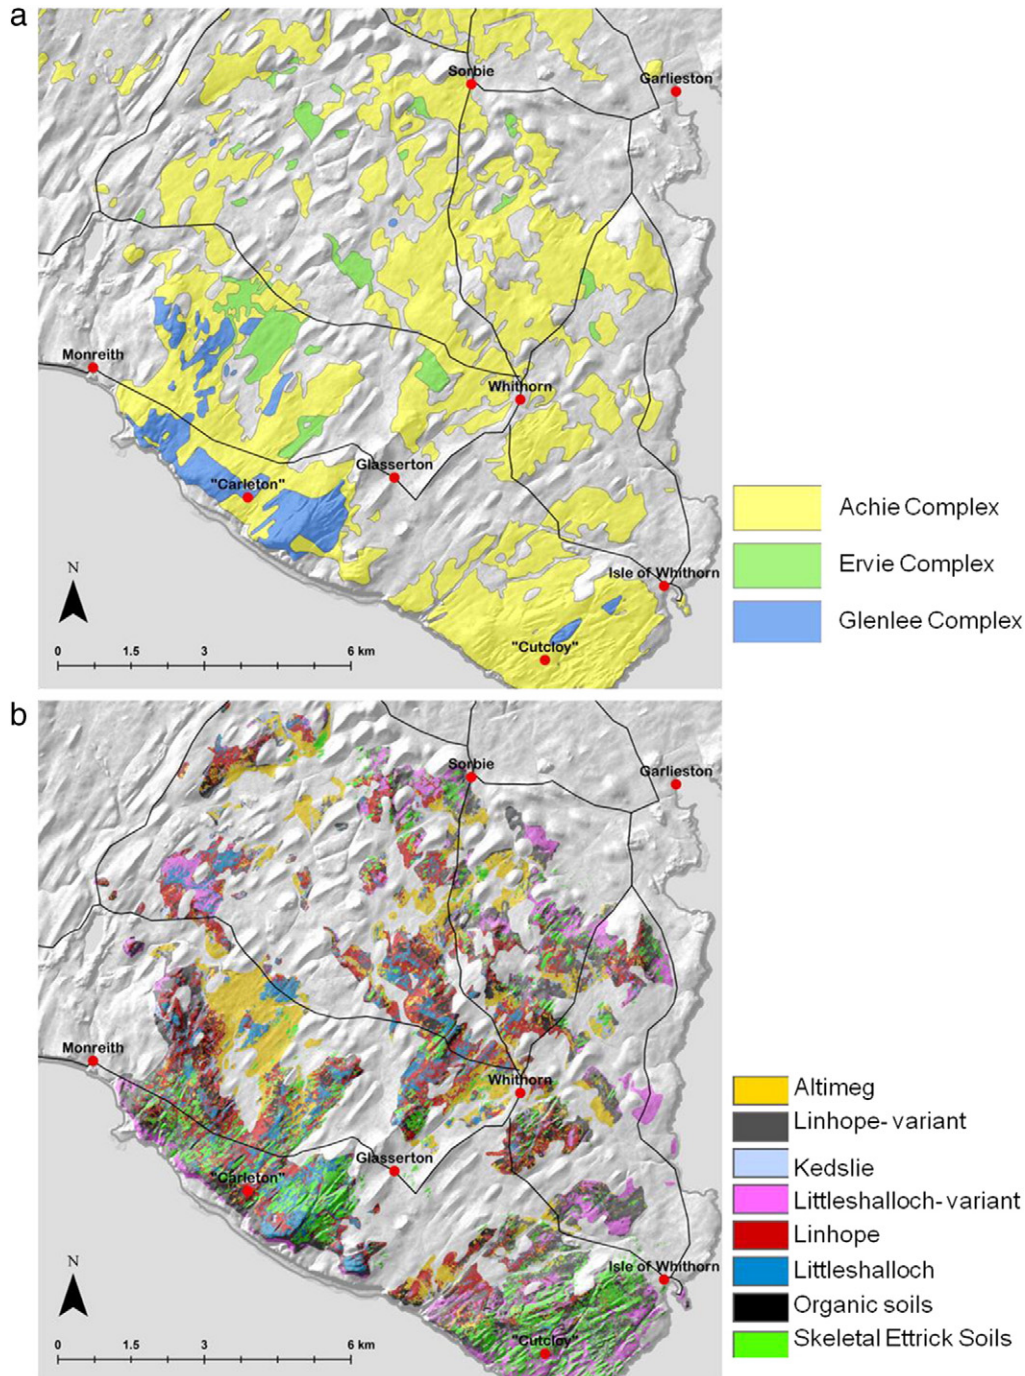 a
Sorbie
Garlieston
Monreith
Whithorn
Glasserton
"Carleton"
Isle of Whithorn
"Cutcloy"
N
0 1.5 3 6 km
Achie Complex
Ervie Complex
Glenlee Complex
b
Sorbie
Garlieston
Monreith
Whithorn
Glasserton
"Carleton"
Isle of Whithorn
"Cutcloy"
N
0 1.5 3 6 km
Altimeg
Linhope- variant
Kedslie
Littleshalloch- variant
Linhope
Littleshalloch
Organic soils
Skeletal Ettrick Soils